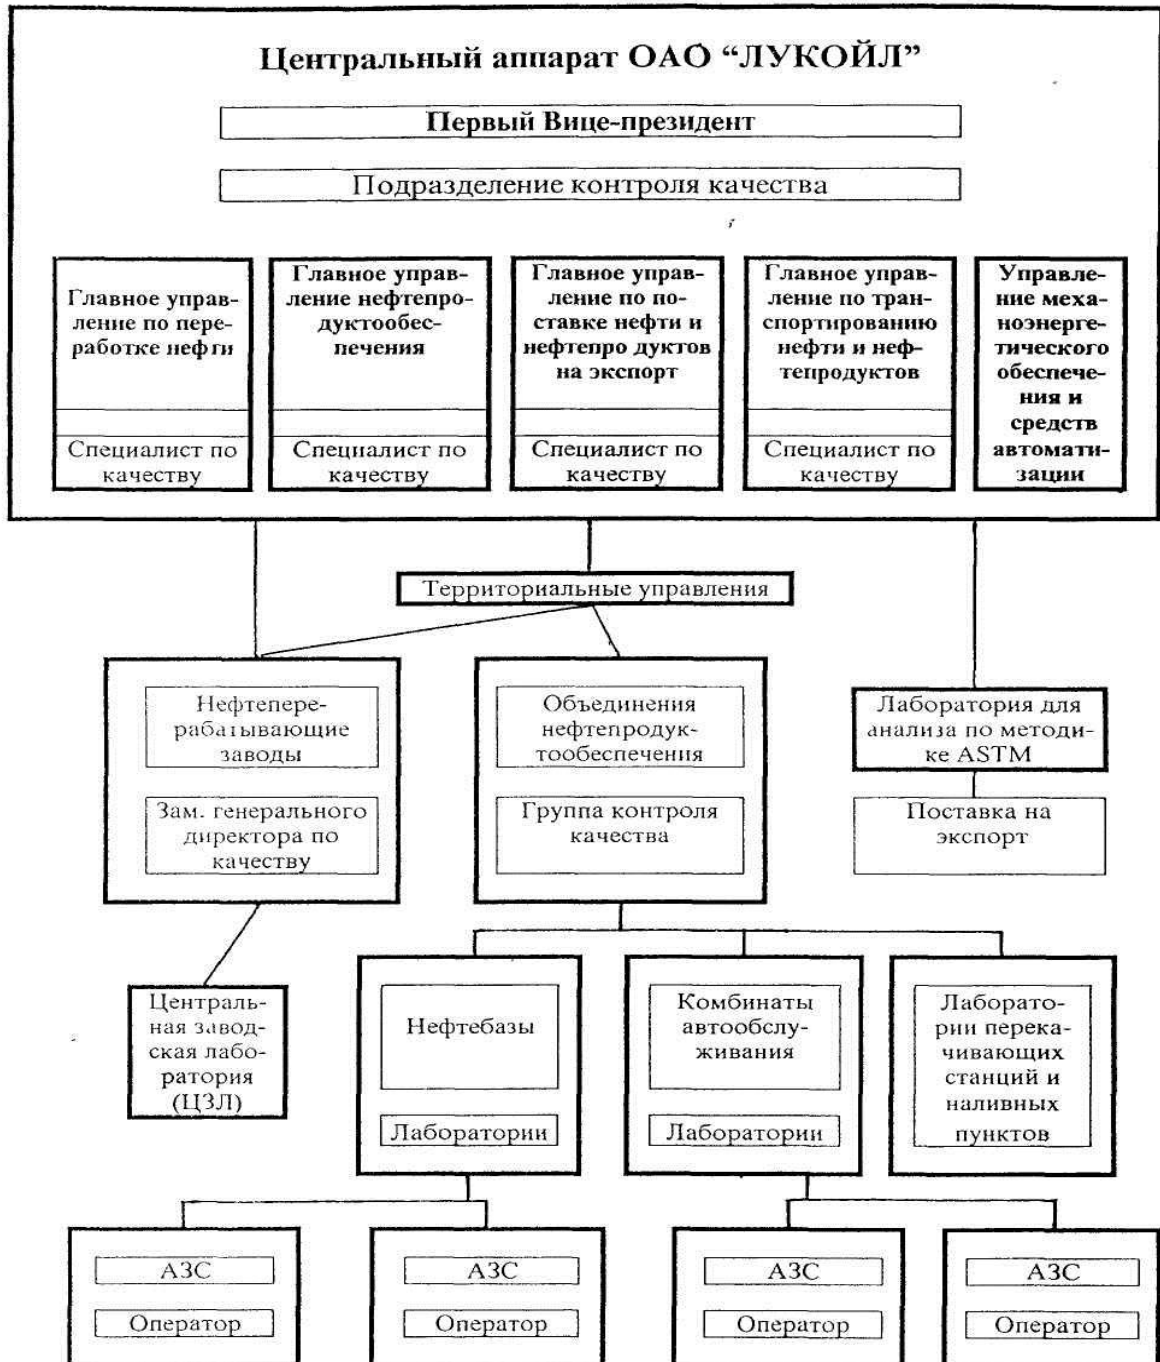 Центральный аппарат ОАО “ЛУКОЙЛ”
Первый Вице-президент
Подразделение контроля качества
Главное управ-
ление по пере-
работке нефти
Специалист по
качеству
Главное управ-
ление нефтепро-
дуктообес-
печения
Специалист по
качеству
Главное управ-
ление по по-
ставке нефти и
нефтепро дуктов
на экспорт
Специалист по
качеству
Главное управ-
ление по тран-
спортированию
нефти и неф-
тепродуктов
Специалист по
качеству
Управле-
ние меха-
ноэнерге-
тического
обеспече-
ния и
средств
автомати-
зации
Территориальные управления
Нефтепере-
рабатывающие
заводы
Зам. генерального
директора по
качеству
Объединения
нефтепродук-
тообеспечения
Группа контроля
качества
Лаборатория для
анализа по методи-
ке ASTM
Поставка на
экспорт
Централь-
ная завод-
ская лабо-
ратория
(ЦЗЛ)
Нефтебазы
Лаборатории
Комбинаты
автообслу-
живания
Лаборатории
Лаборато-
рии перека-
чивающих
станций и
наливных
пунктов
АЗС
Оператор
АЗС
Оператор
АЗС
Оператор
АЗС
Оператор